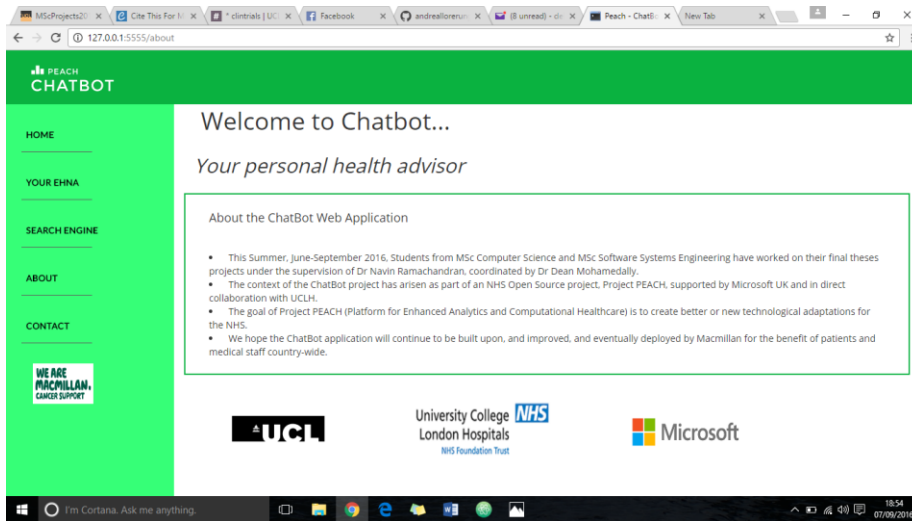 MScProjects20
Cite This For M
* clintrials | UC
Facebook
andreallorerun
(8 unread) - dr
Peach - ChatBo
New Tab
127.0.0.1:5555/about
PEACH
CHATBOT
HOME
YOUR EHNA
SEARCH ENGINE
ABOUT
CONTACT
WE ARE
MACMILLAN.
CANCER SUPPORT
Welcome to Chatbot...
Your personal health advisor
About the ChatBot Web Application
• This Summer, June-September 2016, Students from MSc Computer Science and MSc Software Systems Engineering have worked on their final theses
projects under the supervision of Dr Navin Ramachandran, coordinated by Dr Dean Mohamedally.
• The context of the ChatBot project has arisen as part of an NHS Open Source project, Project PEACH, supported by Microsoft UK and in direct
collaboration with UCLH.
• The goal of Project PEACH (Platform for Enhanced Analytics and Computational Healthcare) is to create better or new technological adaptations for
the NHS.
• We hope the ChatBot application will continue to be built upon, and improved, and eventually deployed by Macmillan for the benefit of patients and
medical staff country-wide.
UCL
University College NHS
London Hospitals
NHS Foundation Trust
Microsoft
I'm Cortana. Ask me anything.
18:54
07/09/2016